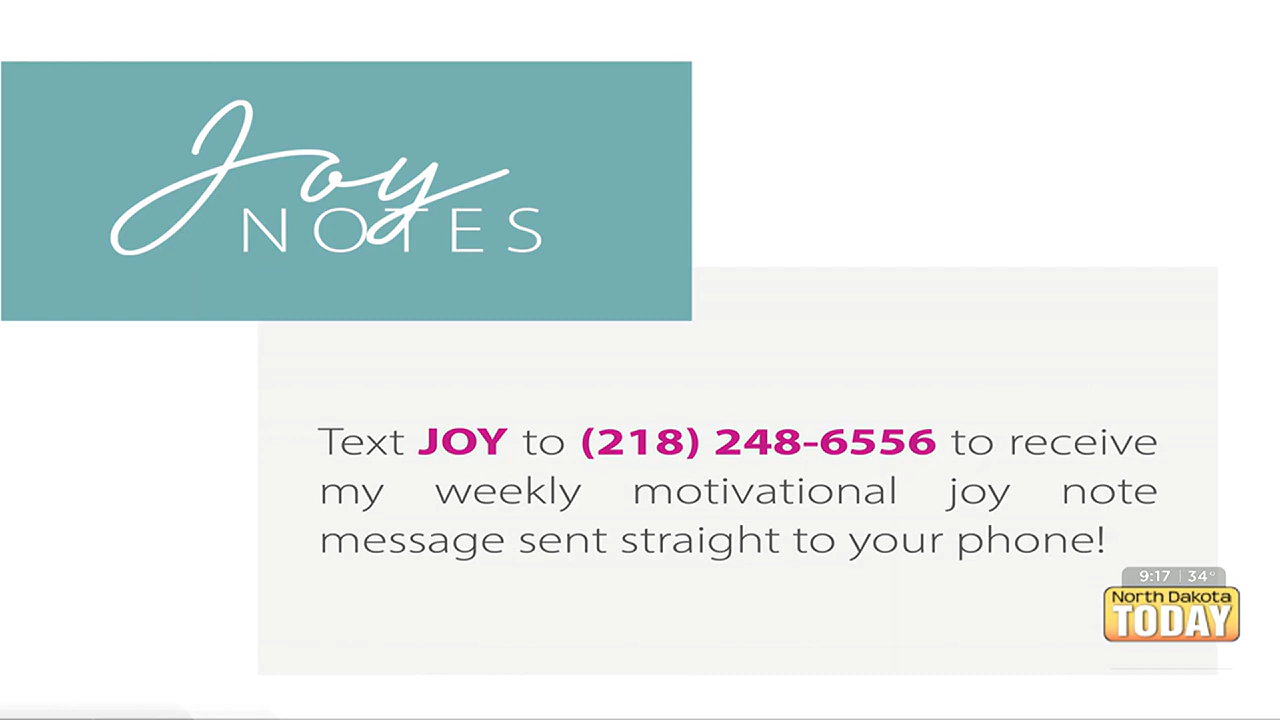 Joy
NOTES
Text JOY to (218) 248-6556 to receive
my weekly motivational joy note
message sent straight to your phone!
9:17 | 34°
North Dakota
TODAY